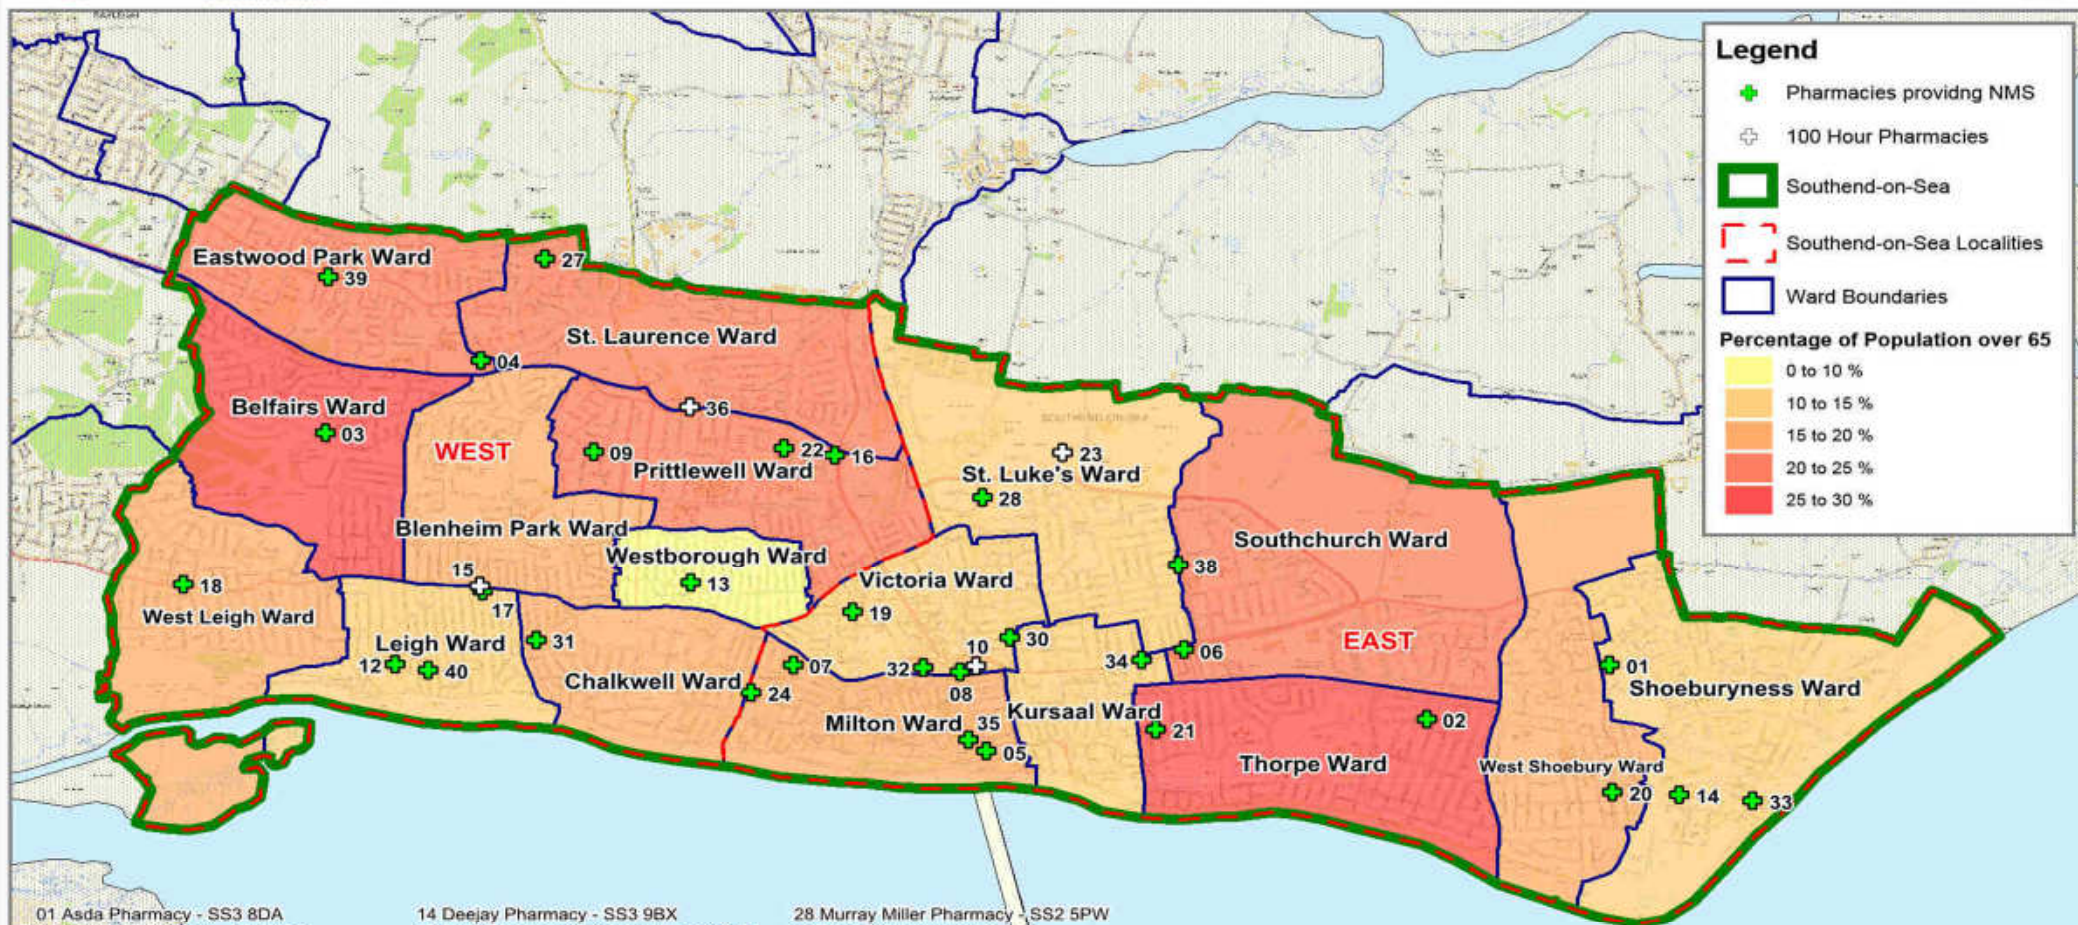 Legend
Pharmacies providng NMS
100 Hour Pharmacies
Southend-on-Sea
Southend-on-Sea Localities
Ward Boundaries
Percentage of Population over 65
0 to 10 %
10 to 15 %
15 to 20 %
20 to 25 %
25 to 30 %
Eastwood Park Ward
39
27
St. Laurence Ward
04
Belfairs Ward
03
36
WEST
09
22
16
Prittlewell Ward
23
St. Luke's Ward
28
Blenheim Park Ward
Westborough Ward
13
Southchurch Ward
38
15
17
18
West Leigh Ward
Victoria Ward
19
Leigh Ward
12
40
31
Chalkwell Ward
24
07
32
10
08
30
34
06
EAST
01
Shoeburyness Ward
Milton Ward
35
05
Kursaal Ward
21
02
Thorpe Ward
West Shoebury Ward
20
14
33
SOUTHEND-ON-SEA
01 Asda Pharmacy - SS3 8DA
14 Deejay Pharmacy - SS3 9BX
28 Murray Miller Pharmacy - SS2 5PW